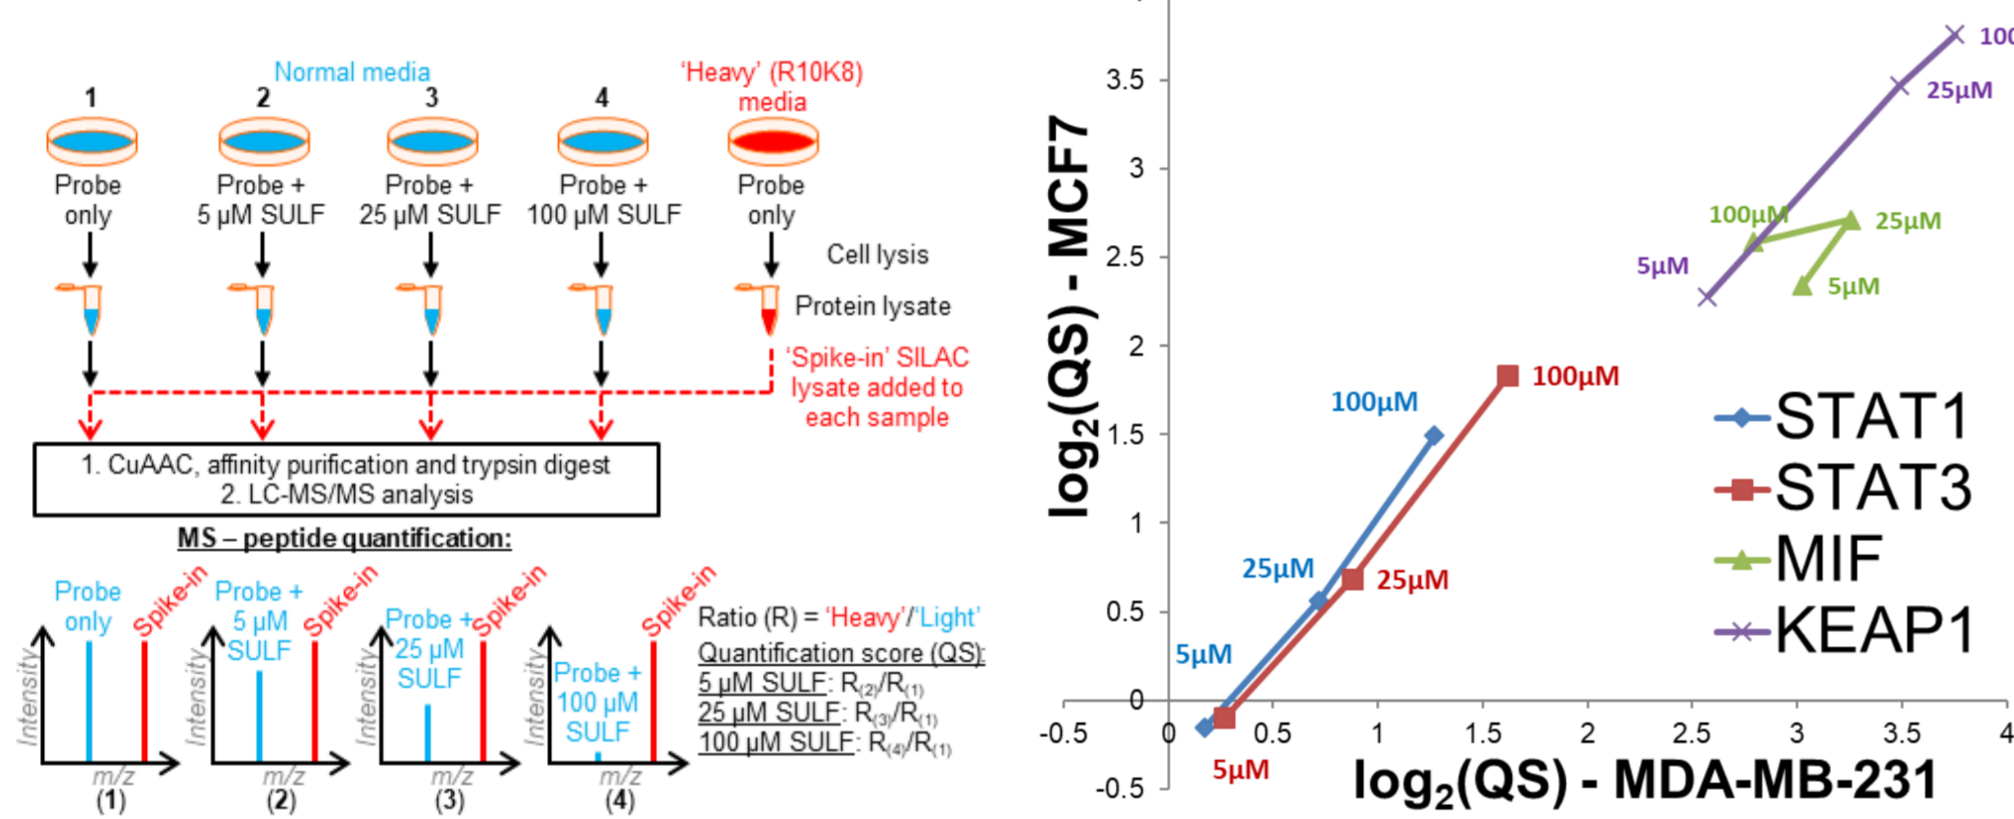 Normal media
'Heavy' (R10K8)
media
1
2
3
4
Probe
only
Probe +
5 µM SULF
Probe +
25 µM SULF
Probe +
100 µM SULF
Probe
only
Cell lysis
Protein lysate
'Spike-in' SILAC
lysate added to
each sample
1. CuAAC, affinity purification and trypsin digest
2. LC-MS/MS analysis
MS – peptide quantification:
Probe
only
Spike-in
Intensity
m/z
(1)
Probe +
5 µM
SULF
Spike-in
Intensity
m/z
(2)
Probe +
25 µM
SULF
Spike-in
Intensity
m/z
(3)
Probe +
100 µM
SULF
Spike-in
Intensity
m/z
(4)
Ratio (R) = 'Heavy'/'Light'
Quantification score (QS):
5 µM SULF: R(2)/R(1)
25 µM SULF: R(3)/R(1)
100 µM SULF: R(4)/R(1)
log2(QS) - MCF7
3.5
3
2.5
2
1.5
1
0.5
0
-0.5
-0.5
0
0.5
1
1.5
2
2.5
3
3.5
4
log2(QS) - MDA-MB-231
100
25µM
5µM
100µM
25µM
5µM
100µM
25µM
5µM
100µM
25µM
5µM
STAT1
STAT3
MIF
KEAP1